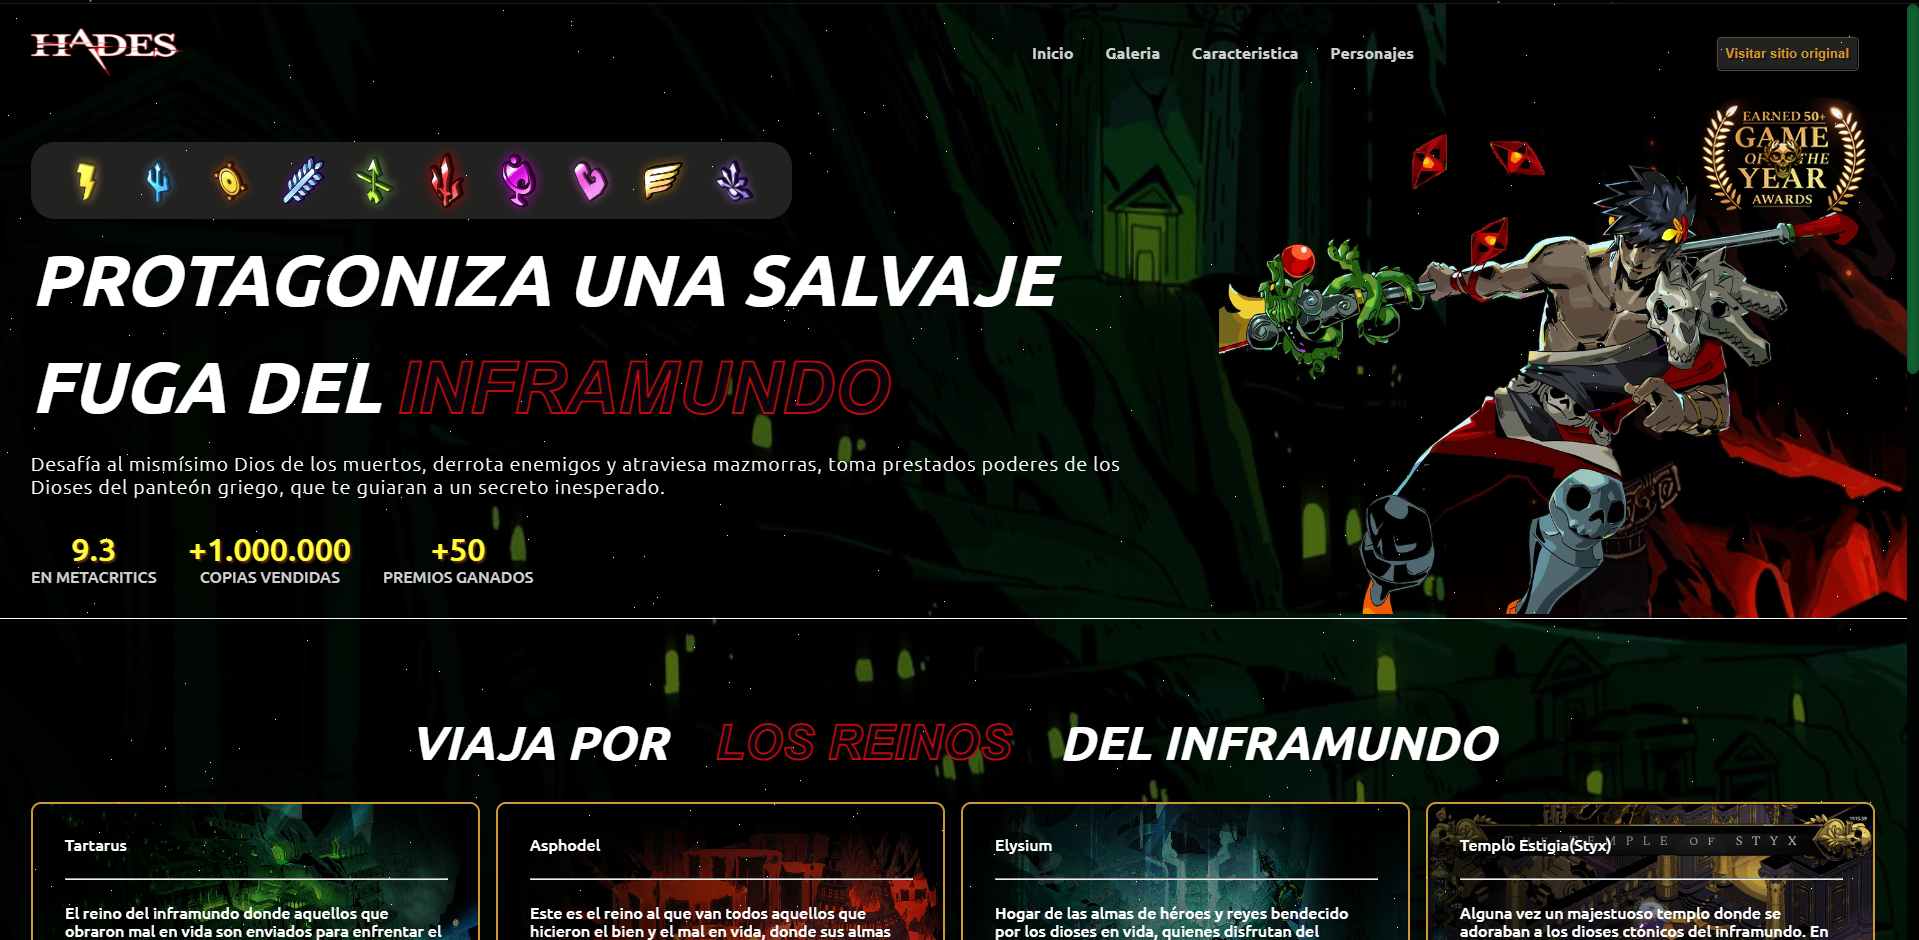 HADES
Inicio Galeria Caracteristica Personajes
Visitar sitio original
EARNED 50+
GAME
OF THE
YEAR
AWARDS
PROTAGONIZA UNA SALVAJE
FUGA DEL INFRAMUNDO
Desafía al mismísimo Dios de los muertos, derrota enemigos y atraviesa mazmorras, toma prestados poderes de los
Dioses del panteón griego, que te guiaran a un secreto inesperado.
9.3 +1.000.000 +50
EN METACRITICS COPIAS VENDIDAS PREMIOS GANADOS
VIAJA POR LOS REINOS DEL INFRAMUNDO
Tartarus
El reino del inframundo donde aquellos que
obraron mal en vida son enviados para enfrentar el
Asphodel
Este es el reino al que van todos aquellos que
hicieron el bien y el mal en vida, donde sus almas
Elysium
Hogar de las almas de héroes y reyes bendecido
por los dioses en vida, quienes disfrutan del
Templo Estigia(Styx)
TEMPLE OF STYX
Alguna vez un majestuoso templo donde se
adoraban a los dioses ctónicos del inframundo. En